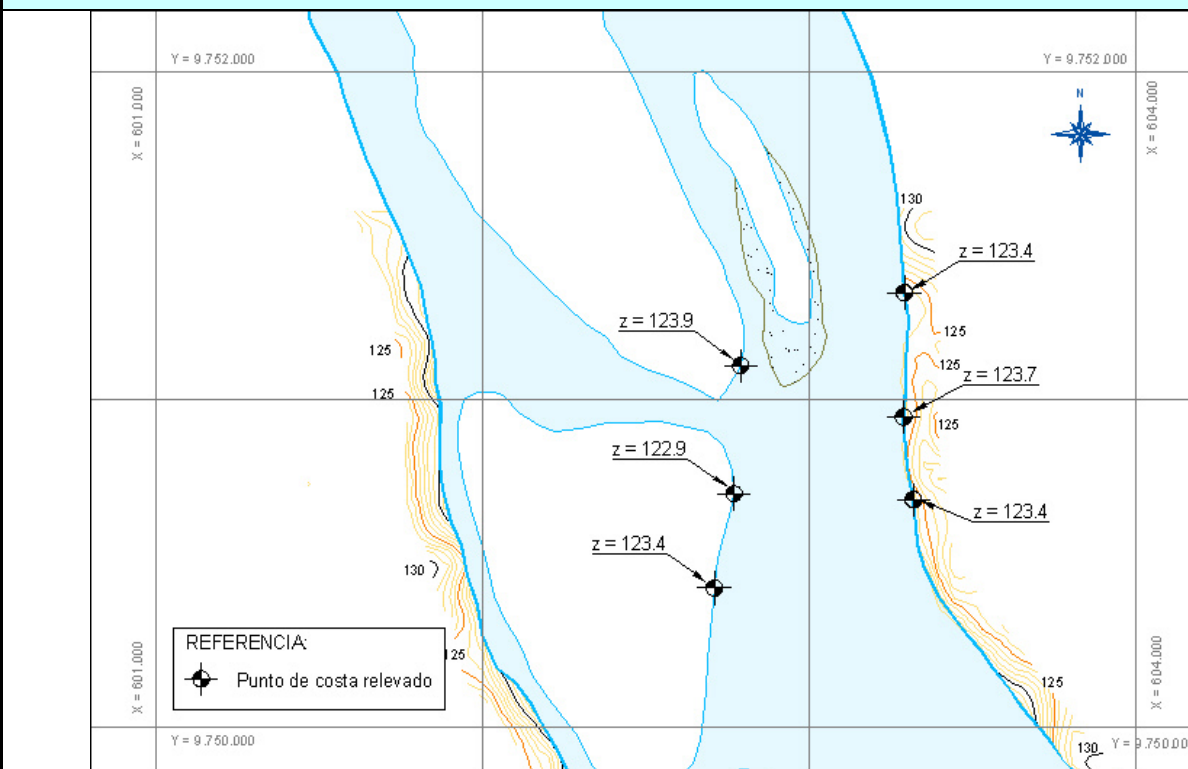 Y = 9.752.000
Y = 9.752.000
X = 601.000
X = 604.000
N
130
z = 123.4
z = 123.9
125
125
125
z = 123.7
125
125
z = 122.9
z = 123.4
z = 123.4
130
REFERENCIA:
Punto de costa relevado
125
125
X = 601.000
X = 604.000
Y = 9.750.000
130
Y = 9.750.00